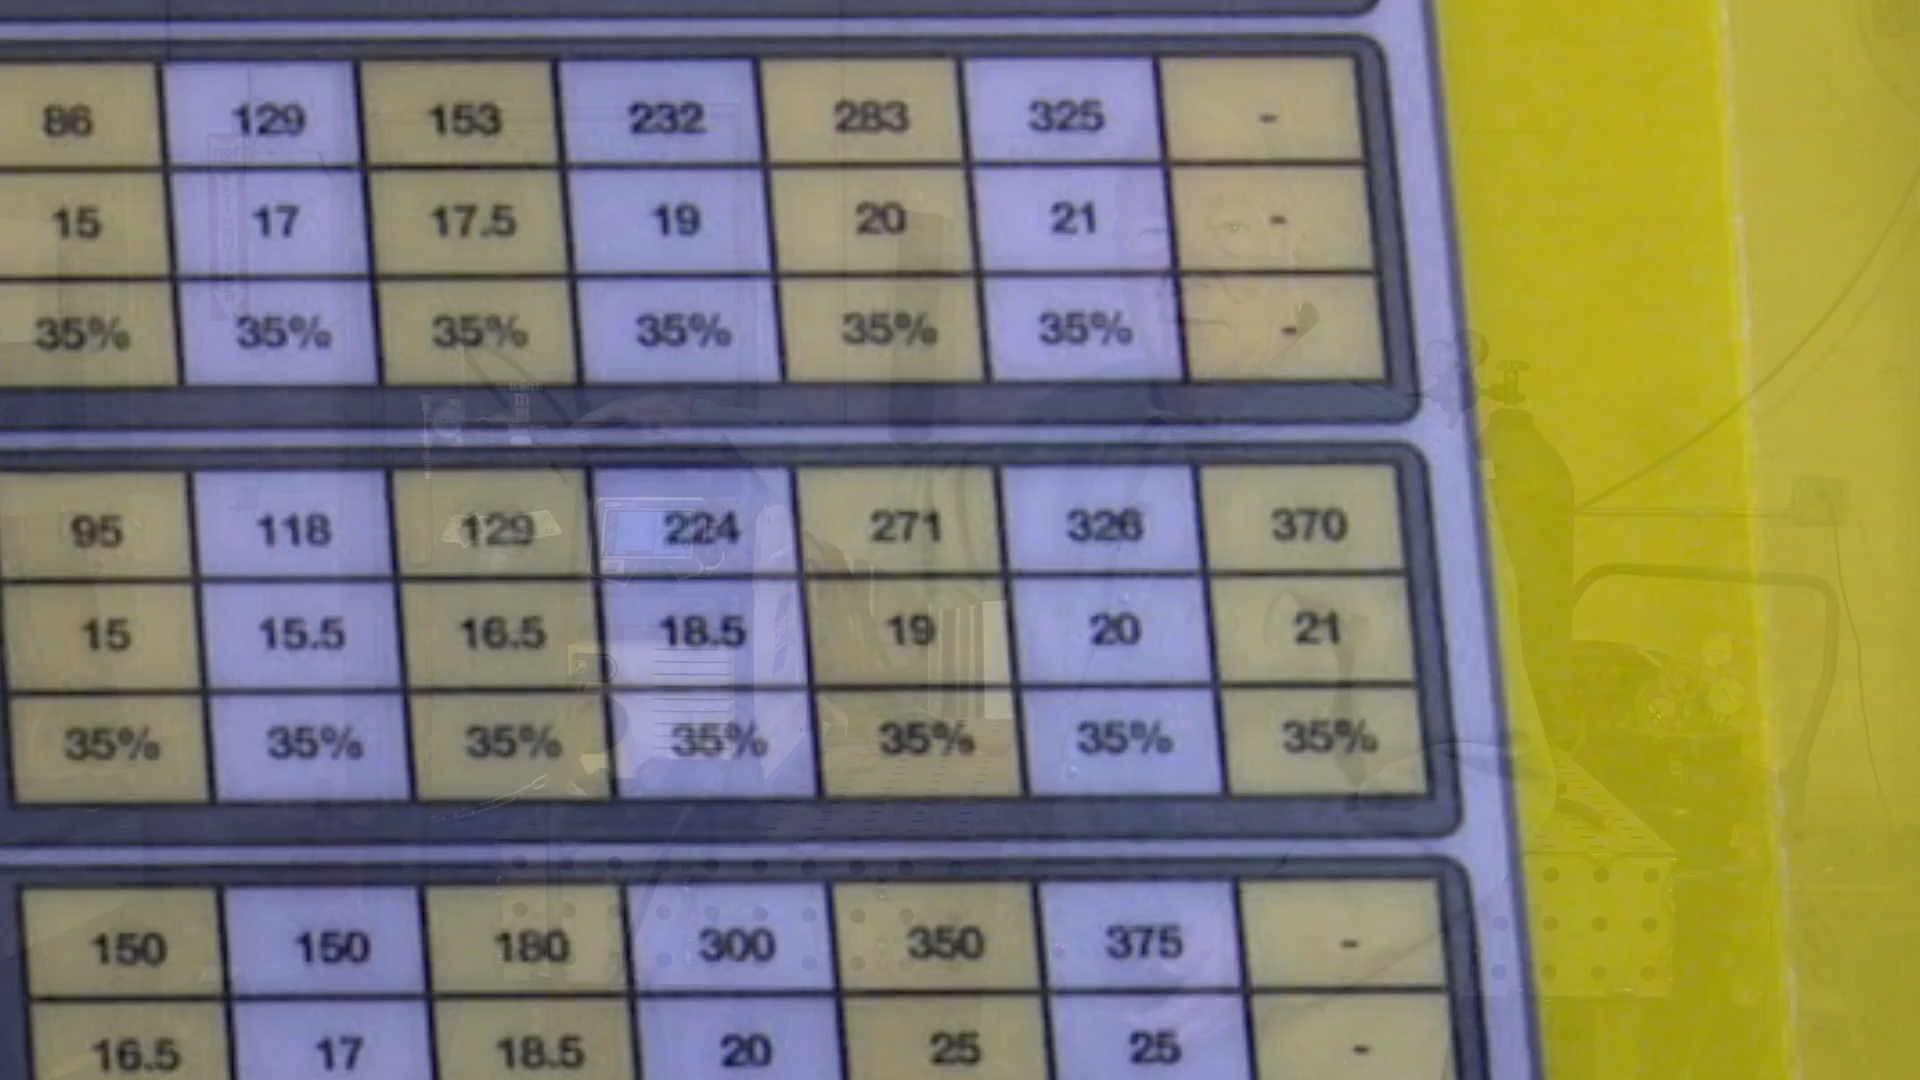 86 129 153 232 283 325 -
15 17 17.5 19 20 21 -
35% 35% 35% 35% 35% 35% -
95 118 129 224 271 326 370
15 15.5 16.5 18.5 19 20 21
35% 35% 35% 35% 35% 35% 35%
150 150 180 300 350 375 -
16.5 17 18.5 20 25 25 -